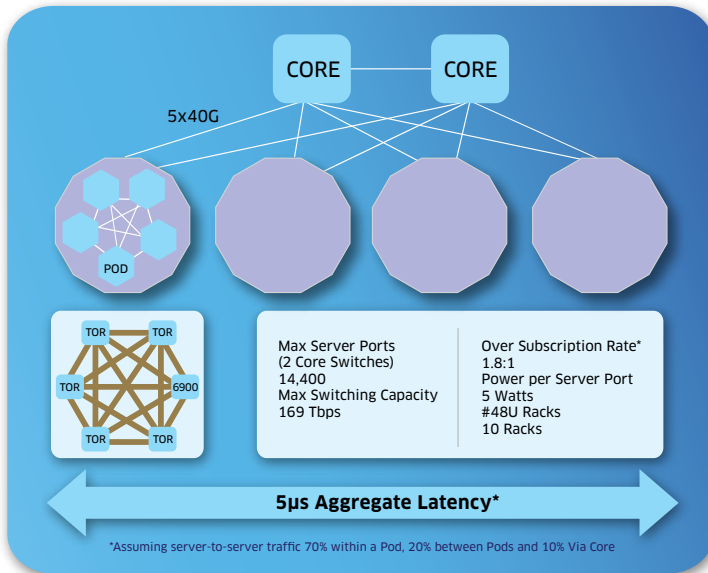 CORE
CORE
5x40G
POD
TOR
TOR
TOR
6900
TOR
TOR
Max Server Ports
(2 Core Switches)
14,400
Max Switching Capacity
169 Tbps
Over Subscription Rate*
1.8:1
Power per Server Port
5 Watts
#48U Racks
10 Racks
5µs Aggregate Latency*
*Assuming server-to-server traffic 70% within a Pod, 20% between Pods and 10% Via Core